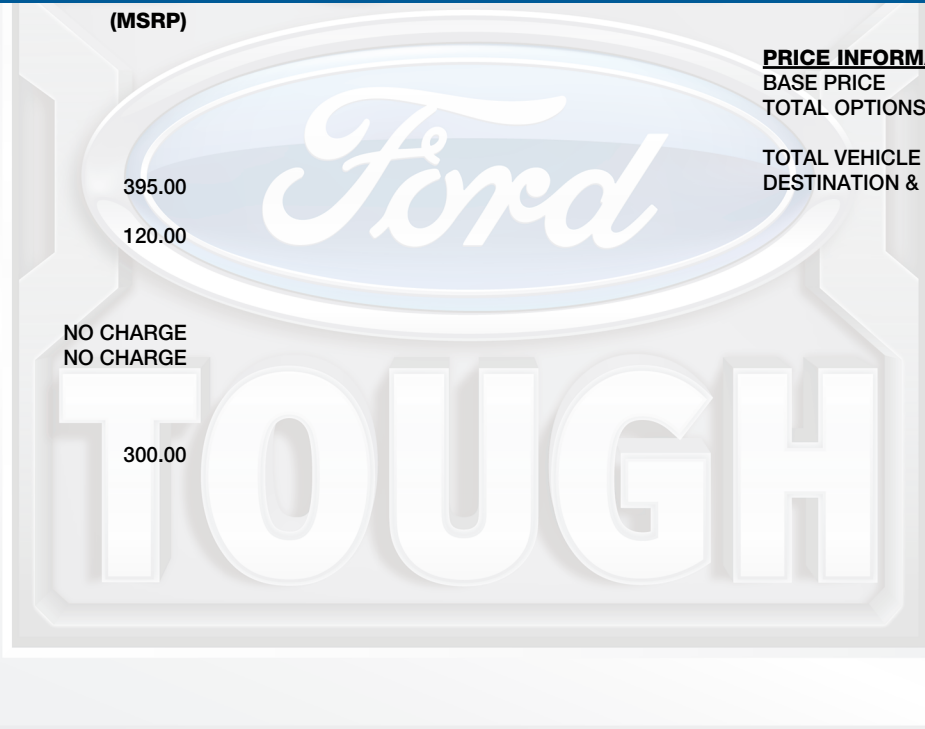 (MSRP)
PRICE INFORMA
BASE PRICE
TOTAL OPTIONS
TOTAL VEHICLE
DESTINATION &
395.00
120.00
NO CHARGE
NO CHARGE
300.00
Ford
TOUGH